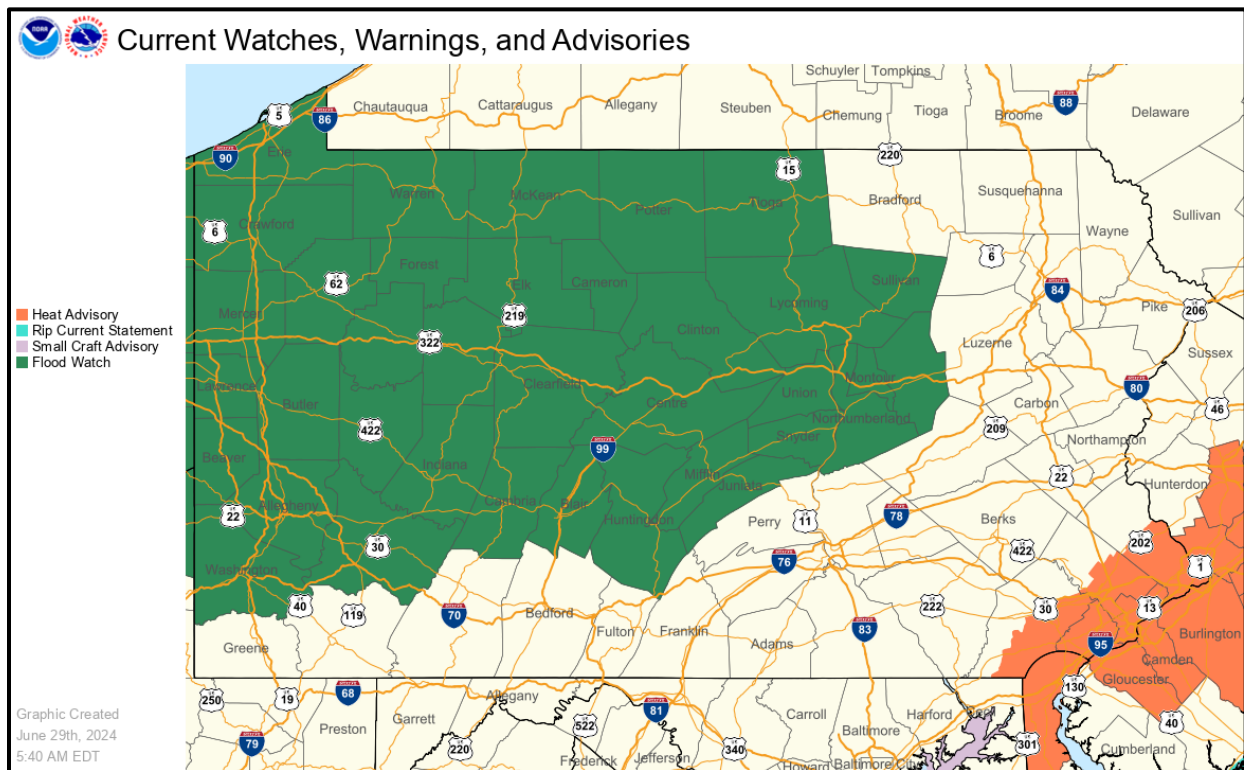 Current Watches, Warnings, and Advisories
Schuyler
Tompkins
Chautauqua
Cattaraugus
Allegany
Steuben
Chemung
Tioga
Broome
88
Delaware
5
86
90
Erie
15
220
Warren
McKean
Potter
Tioga
Bradford
Susquehanna
Sullivan
6
Crawford
Wayne
6
Forest
62
Elk
Cameron
Sullivan
84
Lycoming
Pike
206
Mercer
219
Heat Advisory
Rip Current Statement
Small Craft Advisory
Flood Watch
322
Clinton
Luzerne
Sussex
Lawrence
Clearfield
Centre
Union
Montour
80
Butler
Carbon
46
422
Northumberland
209
Snyder
Northampton
99
Beaver
Indiana
Mifflin
Juniata
22
Hunterdon
22
Allegheny
Cambria
Blair
Huntingdon
Perry
11
78
Berks
30
422
202
76
1
Washington
40
119
70
Bedford
222
30
13
Fulton
Franklin
Adams
83
95
Burlington
Greene
Camden
Gloucester
250
19
68
Allegany
130
Preston
Garrett
522
81
Carroll
Harford
Cecil
40
Graphic Created
June 29th, 2024
5:40 AM EDT
79
220
Frederick
Jefferson
340
Howard
Baltimore
Baltimore City
301
Cumberland